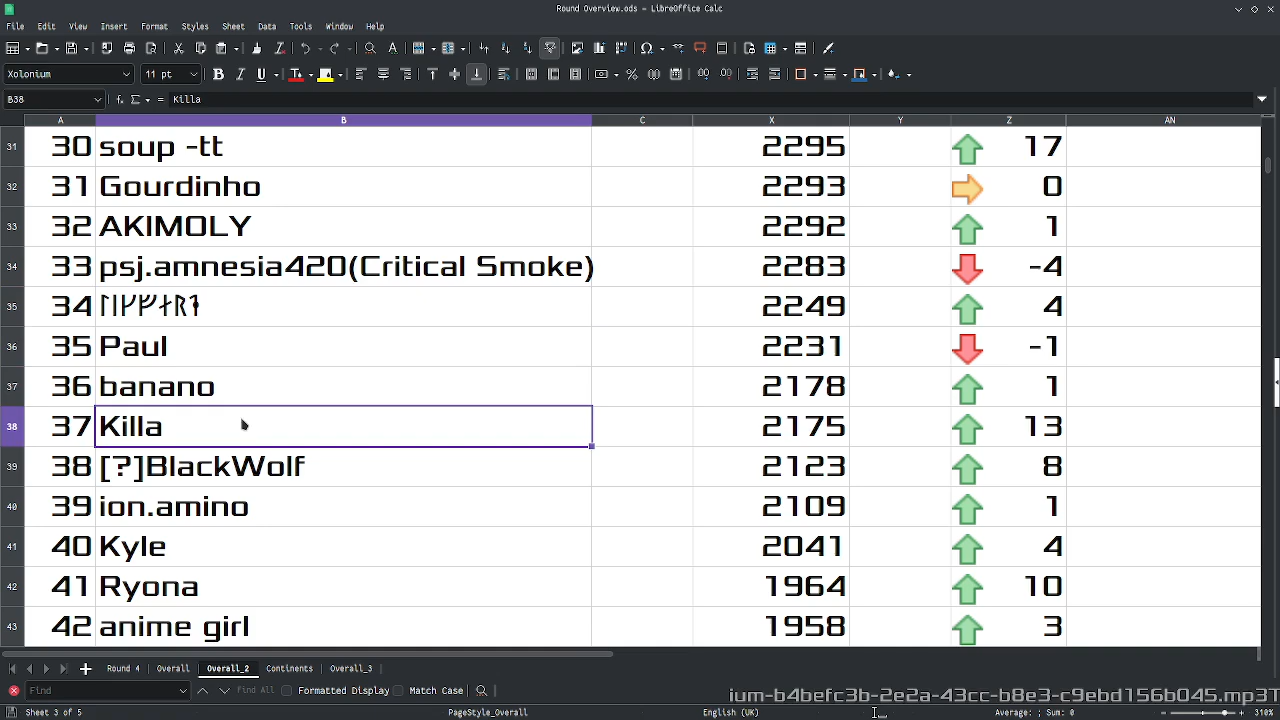 Round Overview.ods — LibreOffice Calc
File Edit View Insert Format Styles Sheet Data Tools Window Help
Xolonium 11 pt
B38 Killa
A B C X Y Z AN
31 30 soup -tt 2295 17
32 31 Gourdinho 2293 0
33 32 AKIMOLY 2292 1
34 33 psj.amnesia420(Critical Smoke) 2283 -4
35 34 2249 4
36 35 Paul 2231 -1
37 36 banano 2178 1
38 37 Killa 2175 13
39 38 [?]BlackWolf 2123 8
40 39 ion.amino 2109 1
41 40 Kyle 2041 4
42 41 Ryona 1964 10
43 42 anime girl 1958 3
Round 4 Overall Overall_2 Continents Overall_3
Find Find All Formatted Display Match Case
ium-b4befc3b-2e2a-43cc-b8e3-c9ebd156b045.mp3T
Sheet 3 of 5 PageStyle_Overall English (UK) Average: ; Sum: 0 310%